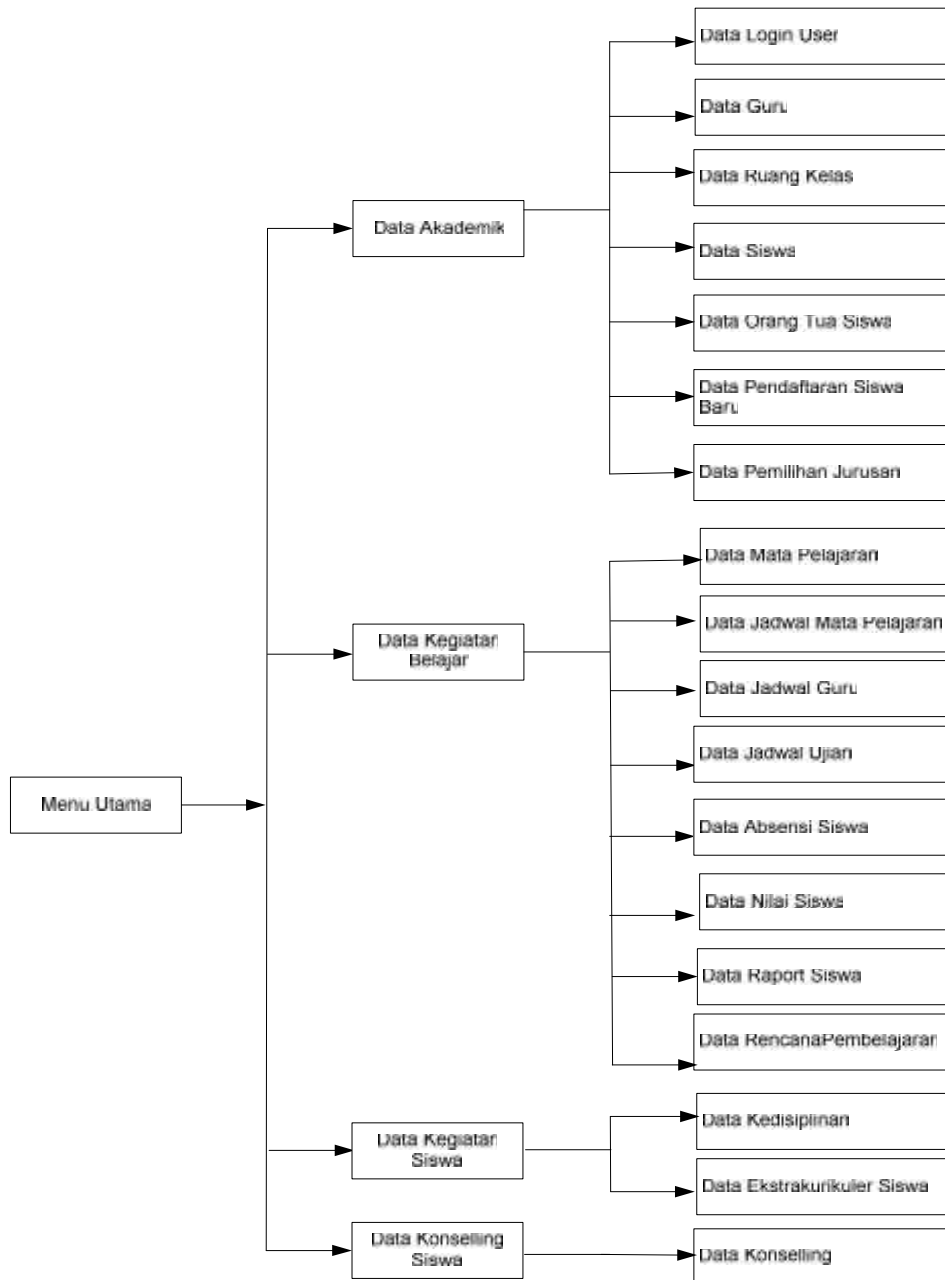 Menu Utama
Data Akademik
Data Login User
Data Guru
Data Ruang Kelas
Data Siswa
Data Orang Tua Siswa
Data Pendaftaran Siswa
Baru
Data Pemilihan Jurusan
Data Kegiatan
Belajar
Data Mata Pelajaran
Data Jadwal Mata Pelajaran
Data Jadwal Guru
Data Jadwal Ujian
Data Absensi Siswa
Data Nilai Siswa
Data Raport Siswa
Data RencanaPembelajaran
Data Kegiatan
Siswa
Data Kedisiplinan
Data Ekstrakurikuler Siswa
Data Konselling
Siswa
Data Konselling